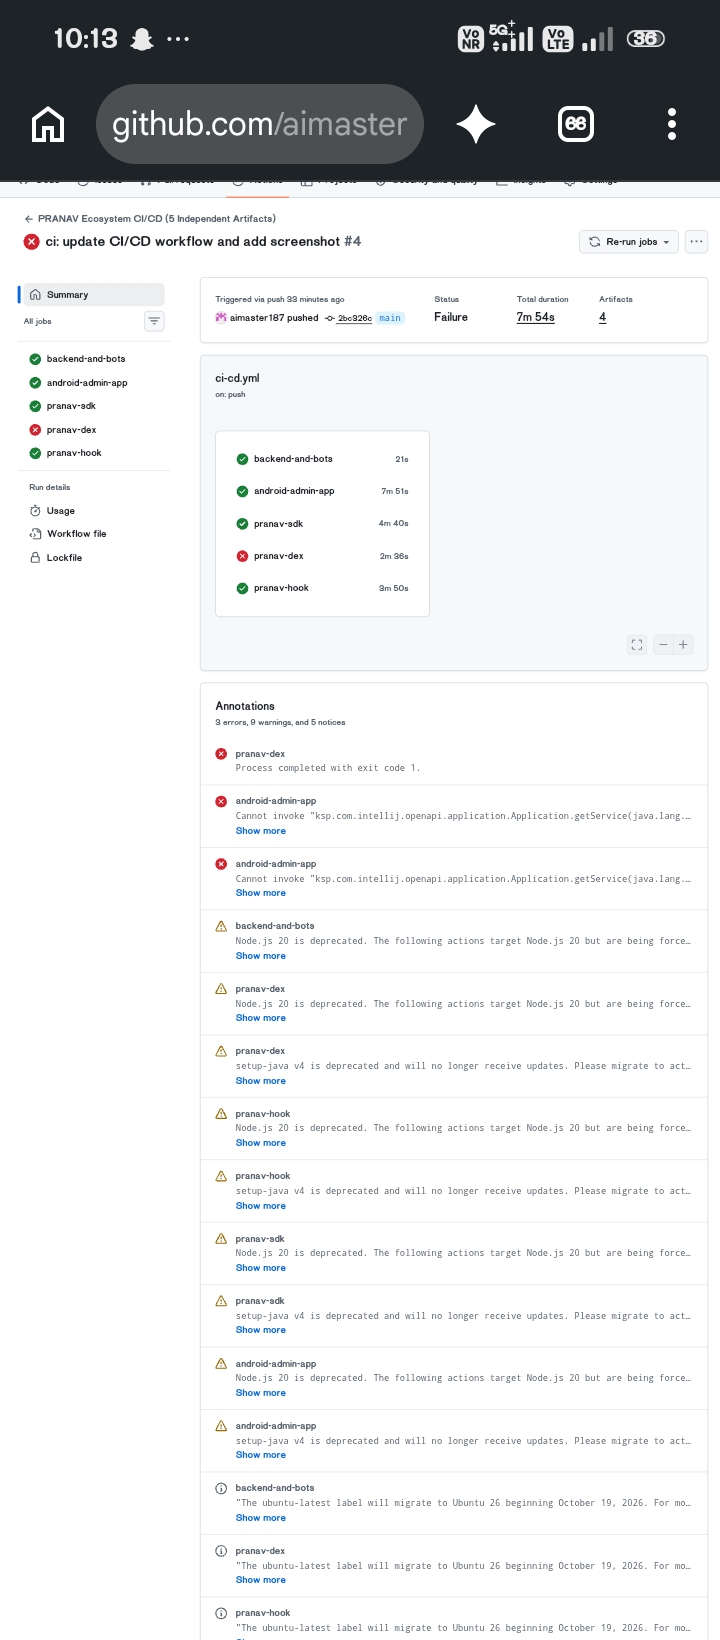 10:13
Vo NR
5G+
Vo LTE
36
github.com/aimaster
66
PRANAV Ecosystem CI/CD (5 Independent Artifacts)
ci: update CI/CD workflow and add screenshot #4
Re-run jobs
Summary
All jobs
backend-and-bots
android-admin-app
pranav-sdk
pranav-dex
pranav-hook
Run details
Usage
Workflow file
Lockfile
Triggered via push 33 minutes ago
aimaster187 pushed 2bc326c main
Status
Failure
Total duration
7m 54s
Artifacts
4
ci-cd.yml
on: push
backend-and-bots 21s
android-admin-app 7m 51s
pranav-sdk 4m 40s
pranav-dex 2m 36s
pranav-hook 3m 50s
Annotations
3 errors, 9 warnings, and 5 notices
pranav-dex
Process completed with exit code 1.
android-admin-app
Cannot invoke "ksp.com.intellij.openapi.application.Application.getService(java.lang.…
Show more
android-admin-app
Cannot invoke "ksp.com.intellij.openapi.application.Application.getService(java.lang.…
Show more
backend-and-bots
Node.js 20 is deprecated. The following actions target Node.js 20 but are being force…
Show more
pranav-dex
Node.js 20 is deprecated. The following actions target Node.js 20 but are being force…
Show more
pranav-dex
setup-java v4 is deprecated and will no longer receive updates. Please migrate to act…
Show more
pranav-hook
Node.js 20 is deprecated. The following actions target Node.js 20 but are being force…
Show more
pranav-hook
setup-java v4 is deprecated and will no longer receive updates. Please migrate to act…
Show more
pranav-sdk
Node.js 20 is deprecated. The following actions target Node.js 20 but are being force…
Show more
pranav-sdk
setup-java v4 is deprecated and will no longer receive updates. Please migrate to act…
Show more
android-admin-app
Node.js 20 is deprecated. The following actions target Node.js 20 but are being force…
Show more
android-admin-app
setup-java v4 is deprecated and will no longer receive updates. Please migrate to act…
Show more
backend-and-bots
"The ubuntu-latest label will migrate to Ubuntu 26 beginning October 19, 2026. For mo…
Show more
pranav-dex
"The ubuntu-latest label will migrate to Ubuntu 26 beginning October 19, 2026. For mo…
Show more
pranav-hook
"The ubuntu-latest label will migrate to Ubuntu 26 beginning October 19, 2026. For mo…